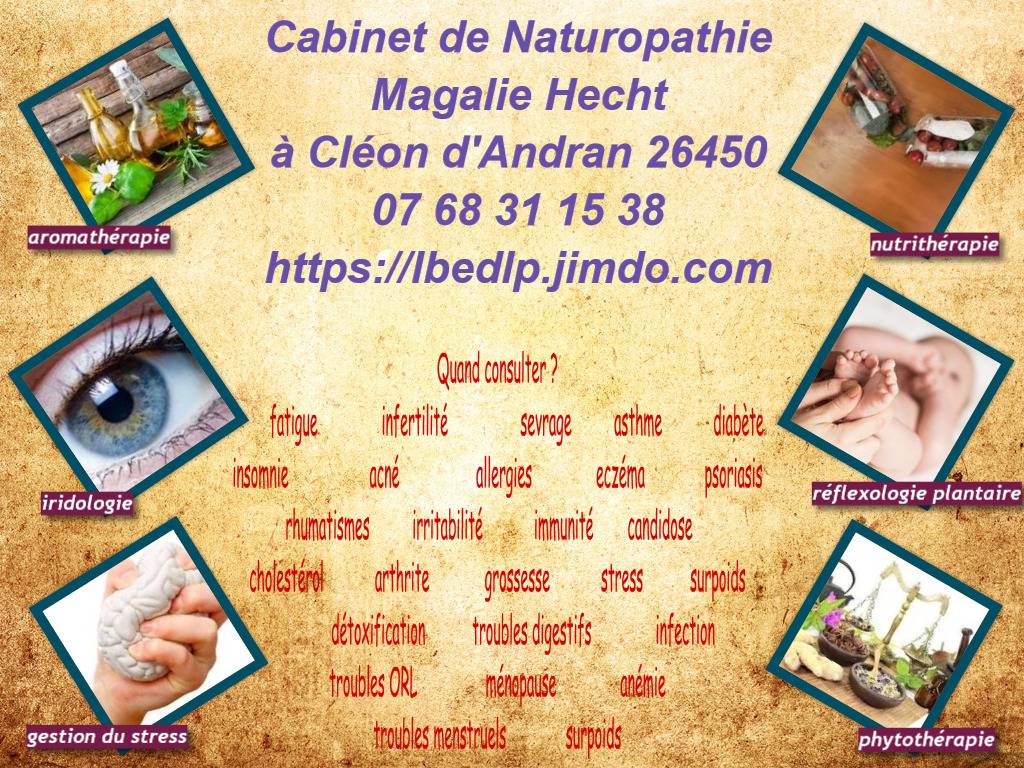 Cabinet de Naturopathie
Magalie Hecht
à Cléon d'Andran 26450
07 68 31 15 38
https://lbedlp.jimdo.com
aromathérapie
nutrithérapie
iridologie
réflexologie plantaire
gestion du stress
phytothérapie
Quand consulter ?
fatigue infertilité sevrage asthme diabète
insomnie acné allergies eczéma psoriasis
rhumatismes irritabilité immunité candidose
cholestérol arthrite grossesse stress surpoids
détoxification troubles digestifs infection
troubles ORL ménopause anémie
troubles menstruels surpoids